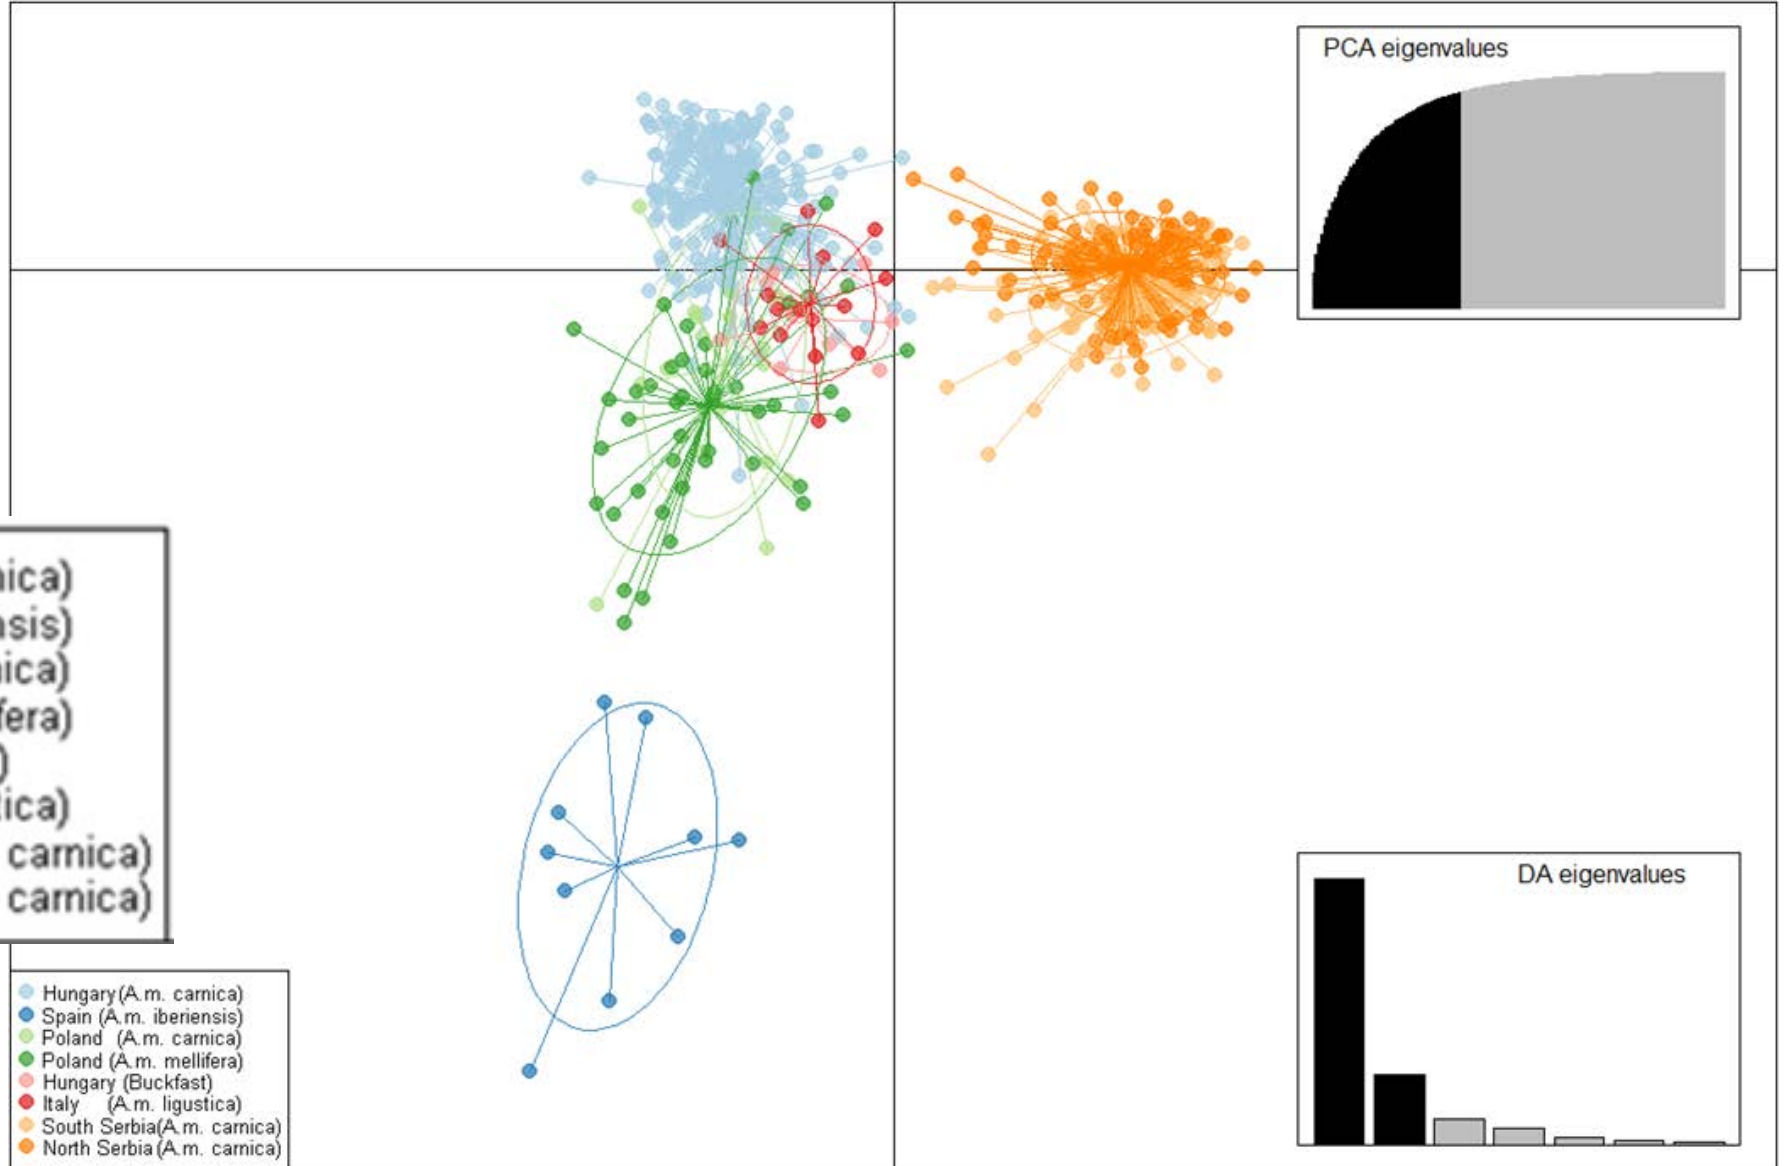 PCA eigenvalues
carnica)
carnica)
DA eigenvalues
Hungary (A.m. carnica)
Spain (A.m. iberiensis)
Poland (A.m. carnica)
Poland (A.m. mellifera)
Hungary (Buckfast)
Italy (A.m. ligustica)
South Serbia(A.m. carnica)
North Serbia (A.m. carnica)